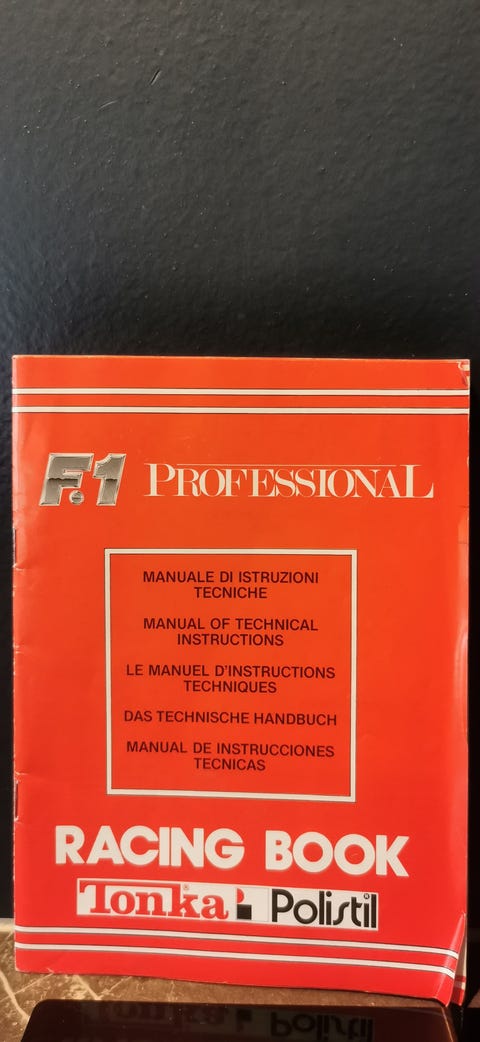 F.1 PROFESSIONAL
MANUALE DI ISTRUZIONI
TECNICHE
MANUAL OF TECHNICAL
INSTRUCTIONS
LE MANUEL D'INSTRUCTIONS
TECHNIQUES
DAS TECHNISCHE HANDBUCH
MANUAL DE INSTRUCCIONES
TECNICAS
RACING BOOK
Tonka® Polistil®